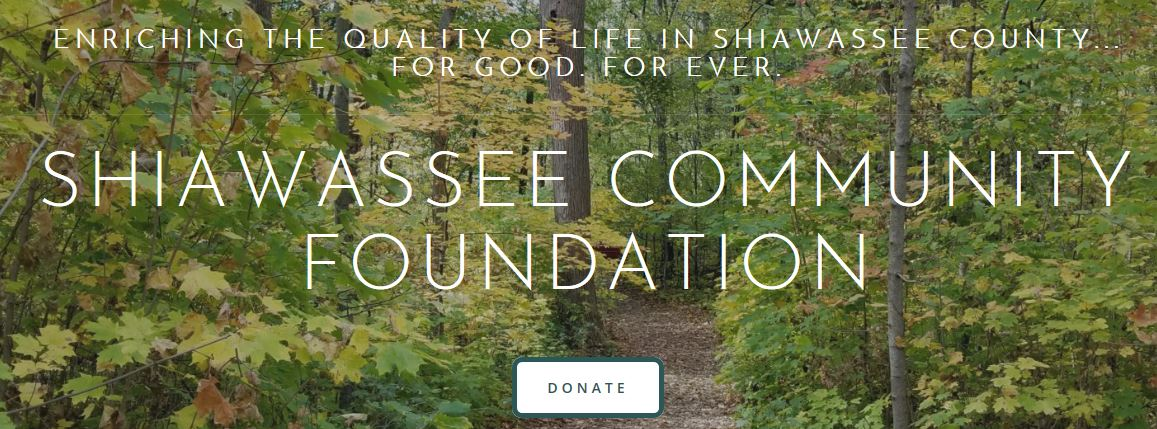 ENRICHING THE QUALITY OF LIFE IN SHIAWASSEE COUNTY...
FOR GOOD. FOR EVER.
SHIAWASSEE COMMUNITY
FOUNDATION
DONATE